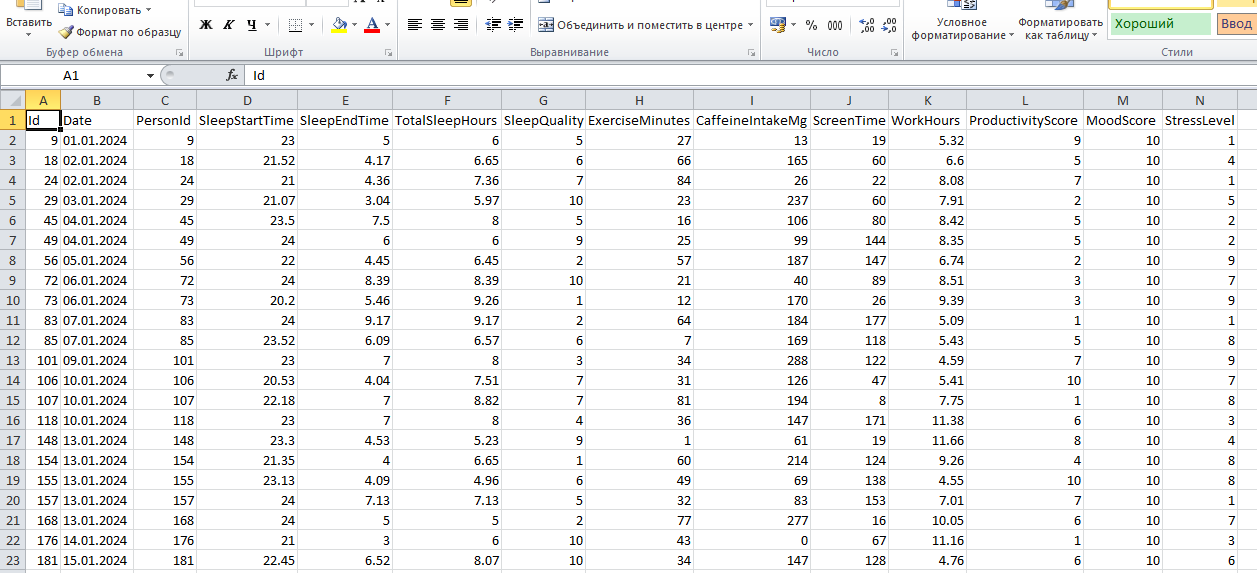 Вставить
Копировать
Формат по образцу
Буфер обмена
Ж К Ч
Шрифт
Объединить и поместить в центре
Выравнивание
% 000
Число
Условное форматирование
Форматировать как таблицу
Хороший
Ввод
Стили
A1 fx Id
A B C D E F G H I J K L M N
1 Id Date PersonId SleepStartTime SleepEndTime TotalSleepHours SleepQuality ExerciseMinutes CaffeineIntakeMg ScreenTime WorkHours ProductivityScore MoodScore StressLevel
2 9 01.01.2024 9 23 5 6 5 27 13 19 5.32 9 10 1
3 18 02.01.2024 18 21.52 4.17 6.65 6 66 165 60 6.6 5 10 4
4 24 02.01.2024 24 21 4.36 7.36 7 84 26 22 8.08 7 10 1
5 29 03.01.2024 29 21.07 3.04 5.97 10 23 237 60 7.91 2 10 5
6 45 04.01.2024 45 23.5 7.5 8 5 16 106 80 8.42 5 10 2
7 49 04.01.2024 49 24 6 6 9 25 99 144 8.35 5 10 2
8 56 05.01.2024 56 22 4.45 6.45 2 57 187 147 6.74 2 10 9
9 72 06.01.2024 72 24 8.39 8.39 10 21 40 89 8.51 3 10 7
10 73 06.01.2024 73 20.2 5.46 9.26 1 12 170 26 9.39 3 10 9
11 83 07.01.2024 83 24 9.17 9.17 2 64 184 177 5.09 1 10 1
12 85 07.01.2024 85 23.52 6.09 6.57 6 7 169 118 5.43 5 10 8
13 101 09.01.2024 101 23 7 8 3 34 288 122 4.59 7 10 9
14 106 10.01.2024 106 20.53 4.04 7.51 7 31 126 47 5.41 10 10 7
15 107 10.01.2024 107 22.18 7 8.82 7 81 194 8 7.75 1 10 8
16 118 10.01.2024 118 23 7 8 4 36 147 171 11.38 6 10 3
17 148 13.01.2024 148 23.3 4.53 5.23 9 1 61 19 11.66 8 10 4
18 154 13.01.2024 154 21.35 4 6.65 1 60 214 124 9.26 4 10 8
19 155 13.01.2024 155 23.13 4.09 4.96 6 49 69 138 4.55 10 10 8
20 157 13.01.2024 157 24 7.13 7.13 5 32 83 153 7.01 7 10 1
21 168 13.01.2024 168 24 5 5 2 77 277 16 10.05 6 10 7
22 176 14.01.2024 176 21 3 6 10 43 0 67 11.16 1 10 3
23 181 15.01.2024 181 22.45 6.52 8.07 10 34 147 128 4.76 6 10 6